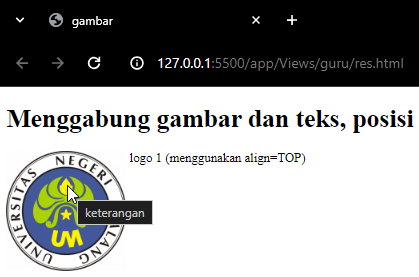 gambar
127.0.0.1:5500/app/Views/guru/res.html
Menggabung gambar dan teks, posisi
logo 1 (menggunakan align=TOP)
UNIVERSITAS NEGERI MALANG
UM
keterangan